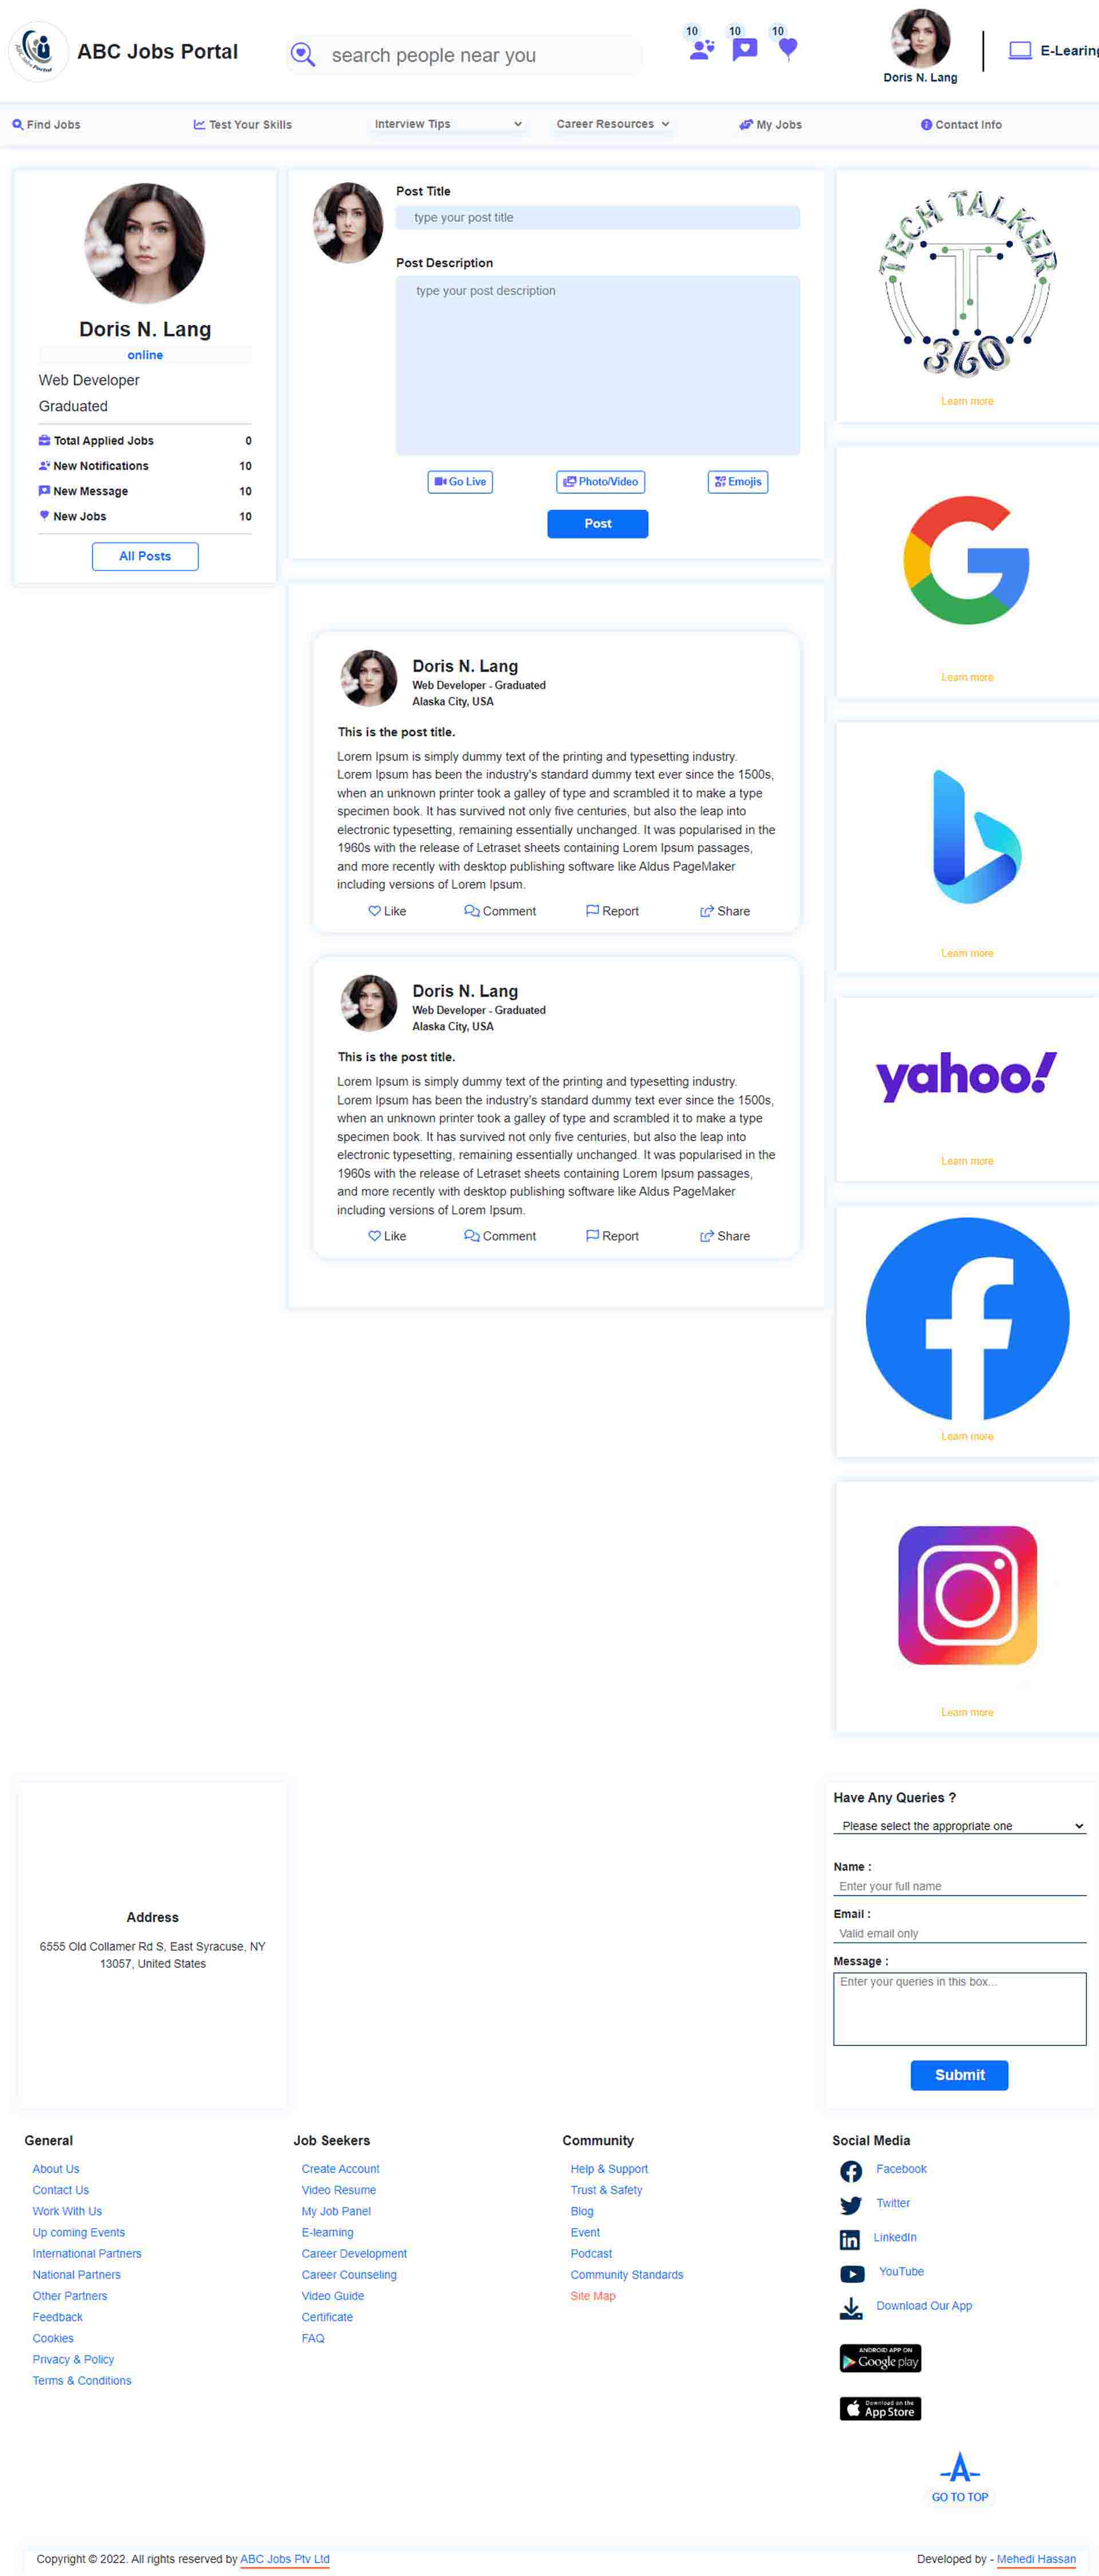 ABC Jobs Portal
search people near you
10
10
10
Doris N. Lang
E-Learing
Find Jobs
Test Your Skills
Interview Tips
Career Resources
My Jobs
Contact Info
Doris N. Lang
online
Web Developer
Graduated
Total Applied Jobs 0
New Notifications 10
New Message 10
New Jobs 10
All Posts
Post Title
type your post title
Post Description
type your post description
Go Live
Photo/Video
Emojis
Post
Doris N. Lang
Web Developer - Graduated
Alaska City, USA
This is the post title.
Lorem Ipsum is simply dummy text of the printing and typesetting industry.
Lorem Ipsum has been the industry's standard dummy text ever since the 1500s,
when an unknown printer took a galley of type and scrambled it to make a type
specimen book. It has survived not only five centuries, but also the leap into
electronic typesetting, remaining essentially unchanged. It was popularised in the
1960s with the release of Letraset sheets containing Lorem Ipsum passages,
and more recently with desktop publishing software like Aldus PageMaker
including versions of Lorem Ipsum.
Like
Comment
Report
Share
Doris N. Lang
Web Developer - Graduated
Alaska City, USA
This is the post title.
Lorem Ipsum is simply dummy text of the printing and typesetting industry.
Lorem Ipsum has been the industry's standard dummy text ever since the 1500s,
when an unknown printer took a galley of type and scrambled it to make a type
specimen book. It has survived not only five centuries, but also the leap into
electronic typesetting, remaining essentially unchanged. It was popularised in the
1960s with the release of Letraset sheets containing Lorem Ipsum passages,
and more recently with desktop publishing software like Aldus PageMaker
including versions of Lorem Ipsum.
Like
Comment
Report
Share
TECH TALKER
T
360
Learn more
Learn more
Learn more
yahoo!
Learn more
Learn more
Learn more
Address
6555 Old Collamer Rd S, East Syracuse, NY
13057, United States
Have Any Queries ?
Please select the appropriate one
Name :
Enter your full name
Email :
Valid email only
Message :
Enter your queries in this box...
Submit
General
About Us
Contact Us
Work With Us
Up coming Events
International Partners
National Partners
Other Partners
Feedback
Cookies
Privacy & Policy
Terms & Conditions
Job Seekers
Create Account
Video Resume
My Job Panel
E-learning
Career Development
Career Counseling
Video Guide
Certificate
FAQ
Community
Help & Support
Trust & Safety
Blog
Event
Podcast
Community Standards
Site Map
Social Media
Facebook
Twitter
LinkedIn
YouTube
Download Our App
ANDROID APP ON
Google play
Download on the
App Store
GO TO TOP
Copyright © 2022. All rights reserved by ABC Jobs Ptv Ltd
Developed by - Mehedi Hassan